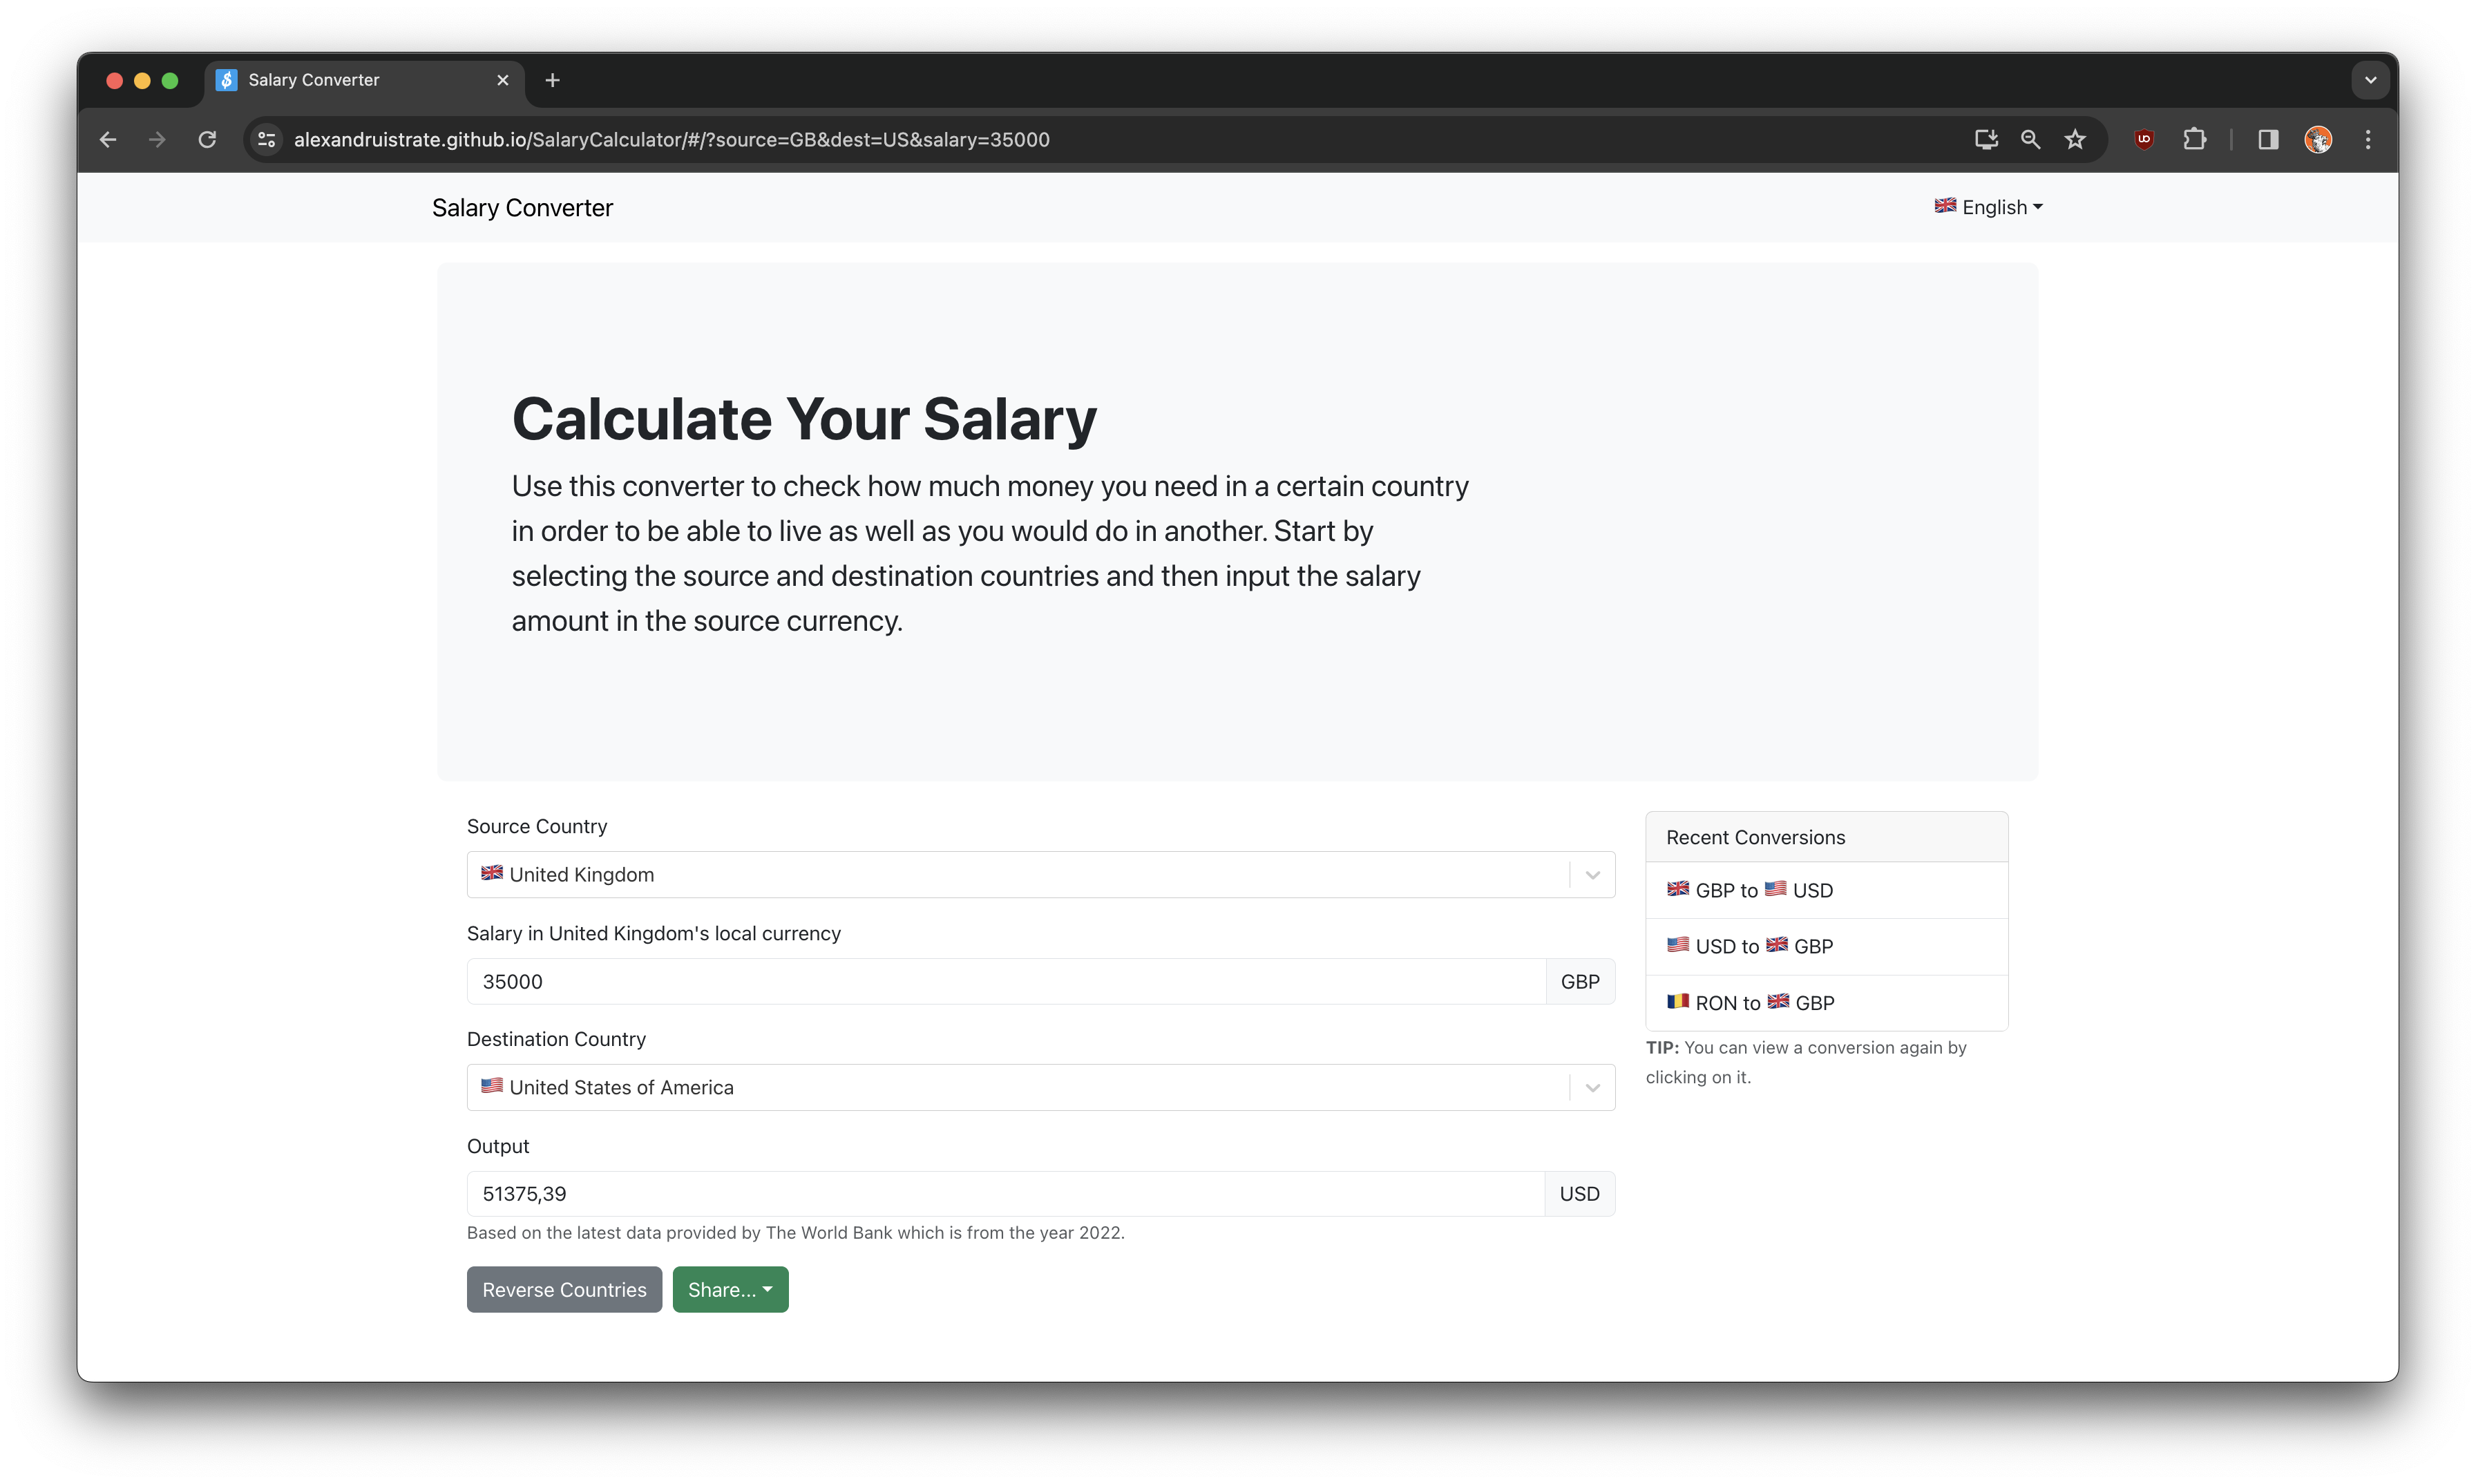 Salary Converter
alexandruistrate.github.io/SalaryCalculator/#/?source=GB&dest=US&salary=35000
Salary Converter
English
Calculate Your Salary
Use this converter to check how much money you need in a certain country
in order to be able to live as well as you would do in another. Start by
selecting the source and destination countries and then input the salary
amount in the source currency.
Source Country
United Kingdom
Salary in United Kingdom's local currency
35000 GBP
Destination Country
United States of America
Output
51375,39 USD
Based on the latest data provided by The World Bank which is from the year 2022.
Reverse Countries Share...
Recent Conversions
GBP to USD
USD to GBP
RON to GBP
TIP: You can view a conversion again by
clicking on it.